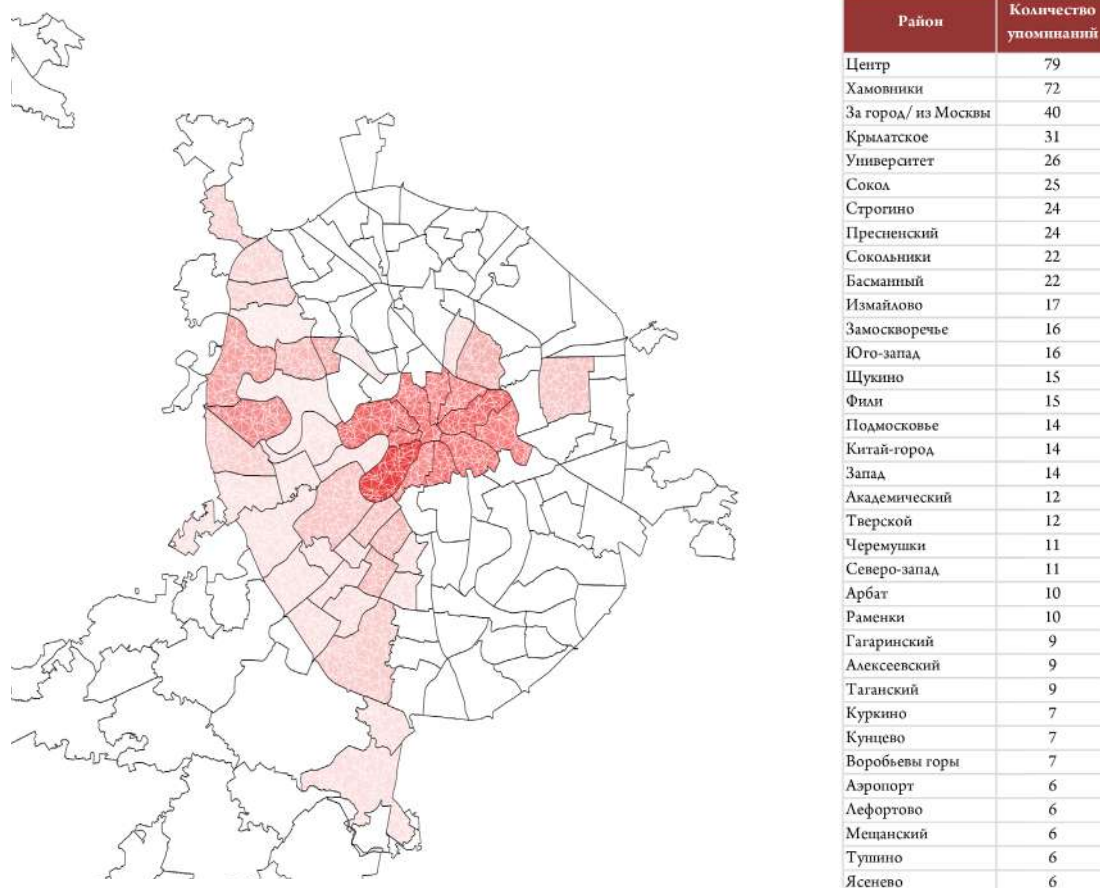 Район Количество упоминаний
Центр 79
Хамовники 72
За город/ из Москвы 40
Крылатское 31
Университет 26
Сокол 25
Строгино 24
Пресненский 24
Сокольники 22
Басманный 22
Измайлово 17
Замоскворечье 16
Юго-запад 16
Щукино 15
Фили 15
Подмосковье 14
Китай-город 14
Запад 14
Академический 12
Тверской 12
Черемушки 11
Северо-запад 11
Арбат 10
Раменки 10
Гагаринский 9
Алексеевский 9
Таганский 9
Куркино 7
Кунцево 7
Воробьевы горы 7
Аэропорт 6
Лефортово 6
Мещанский 6
Тушино 6
Ясенево 6